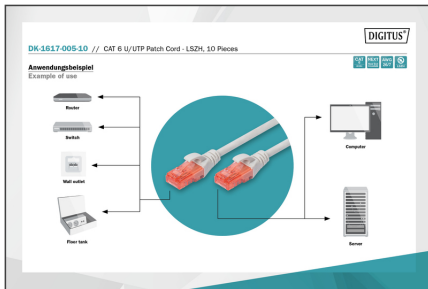 DIGITUS®
DK-1617-005-10 // CAT 6 U/UTP Patch Cord - LSZH, 10 Pieces
Anwendungsbeispiel
Example of use
Router
Switch
Wall outlet
Floor tank
Computer
Server